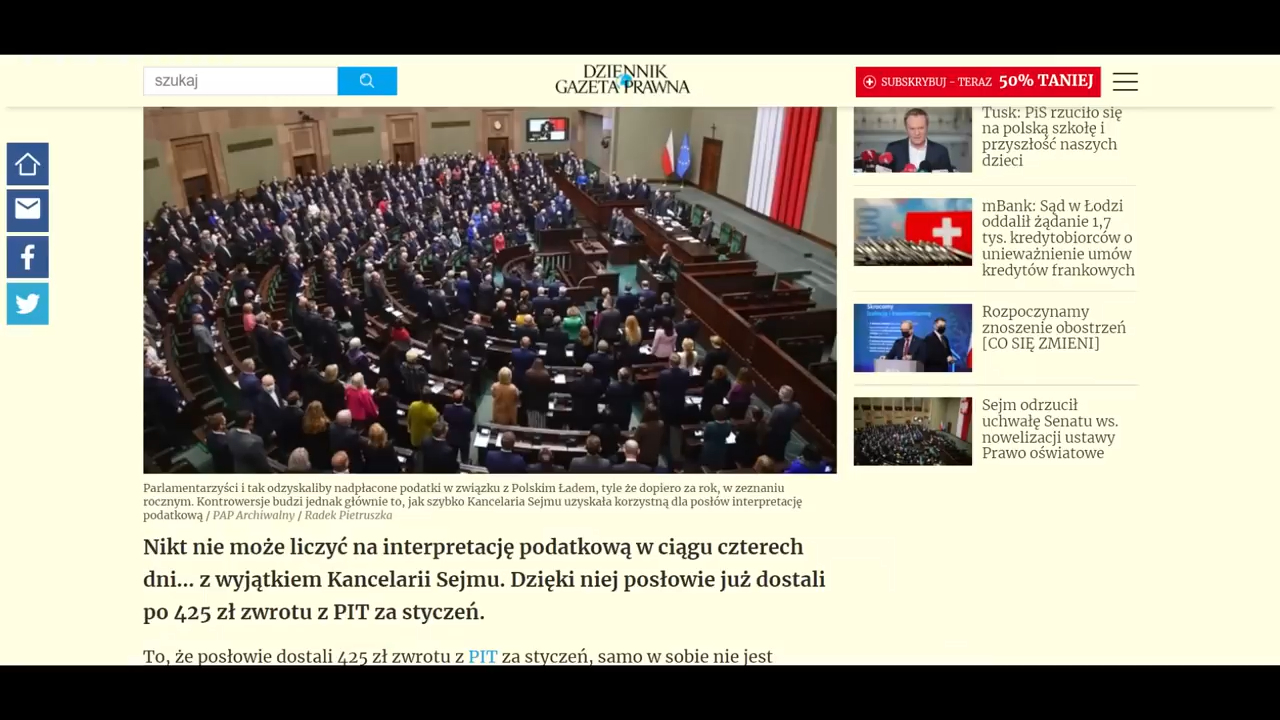 szukaj
DZIENNIK
GAZETA PRAWNA
SUBSKRYBUJ - TERAZ 50% TANIEJ
Tusk: PiS rzuciło się
na polską szkołę i
przyszłość naszych
dzieci
mBank: Sąd w Łodzi
oddalił żądanie 1,7
tys. kredytobiorców o
unieważnienie umów
kredytów frankowych
Rozpoczynamy
znoszenie obostrzeń
[CO SIĘ ZMIENI]
Sejm odrzucił
uchwałę Senatu ws.
nowelizacji ustawy
Prawo oświatowe
Parlamentarzyści i tak odzyskaliby nadpłacone podatki w związku z Polskim Ładem, tyle że dopiero za rok, w zeznaniu
rocznym. Kontrowersje budzi jednak głównie to, jak szybko Kancelaria Sejmu uzyskała korzystną dla posłów interpretację
podatkową / PAP Archiwalny / Radek Pietruszka
Nikt nie może liczyć na interpretację podatkową w ciągu czterech
dni... z wyjątkiem Kancelarii Sejmu. Dzięki niej posłowie już dostali
po 425 zł zwrotu z PIT za styczeń.
To, że posłowie dostali 425 zł zwrotu z PIT za styczeń, samo w sobie nie jest